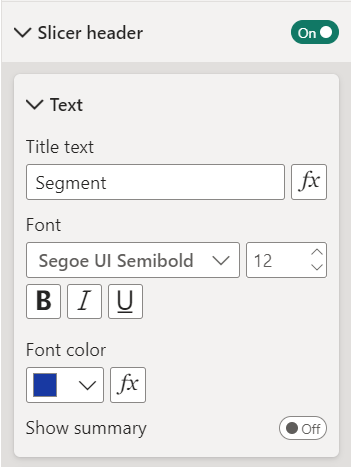 Slicer header On
Text
Title text
Segment fx
Font
Segoe UI Semibold 12
B I U
Font color
fx
Show summary Off